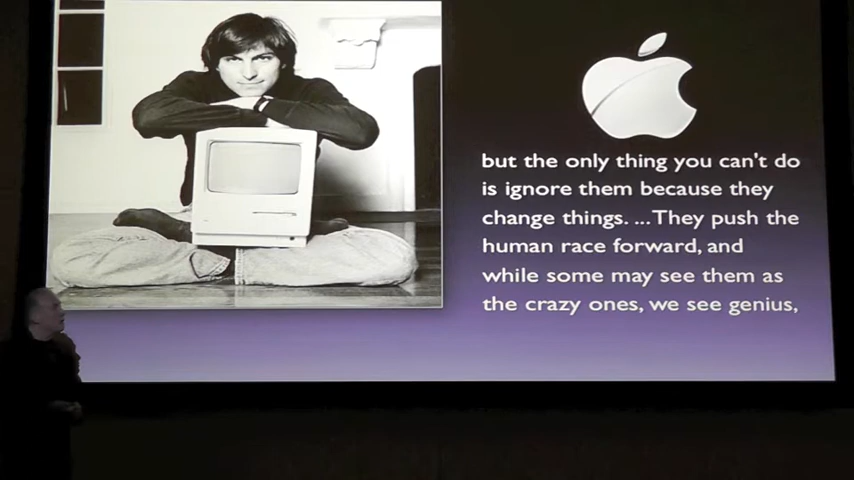 but the only thing you can't do
is ignore them because they
change things. ...They push the
human race forward, and
while some may see them as
the crazy ones, we see genius,